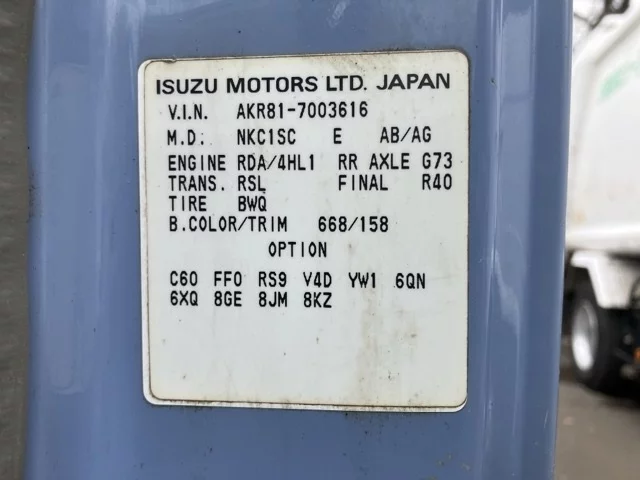 ISUZU MOTORS LTD. JAPAN
V.I.N. AKR81-7003616
M.D. NKC1SC E AB/AG
ENGINE RDA/4HL1 RR AXLE G73
TRANS. RSL FINAL R40
TIRE BWQ
B.COLOR/TRIM 668/158
OPTION
C60 FF0 RS9 V4D YW1 6QN
6XQ 8GE 8JM 8KZ